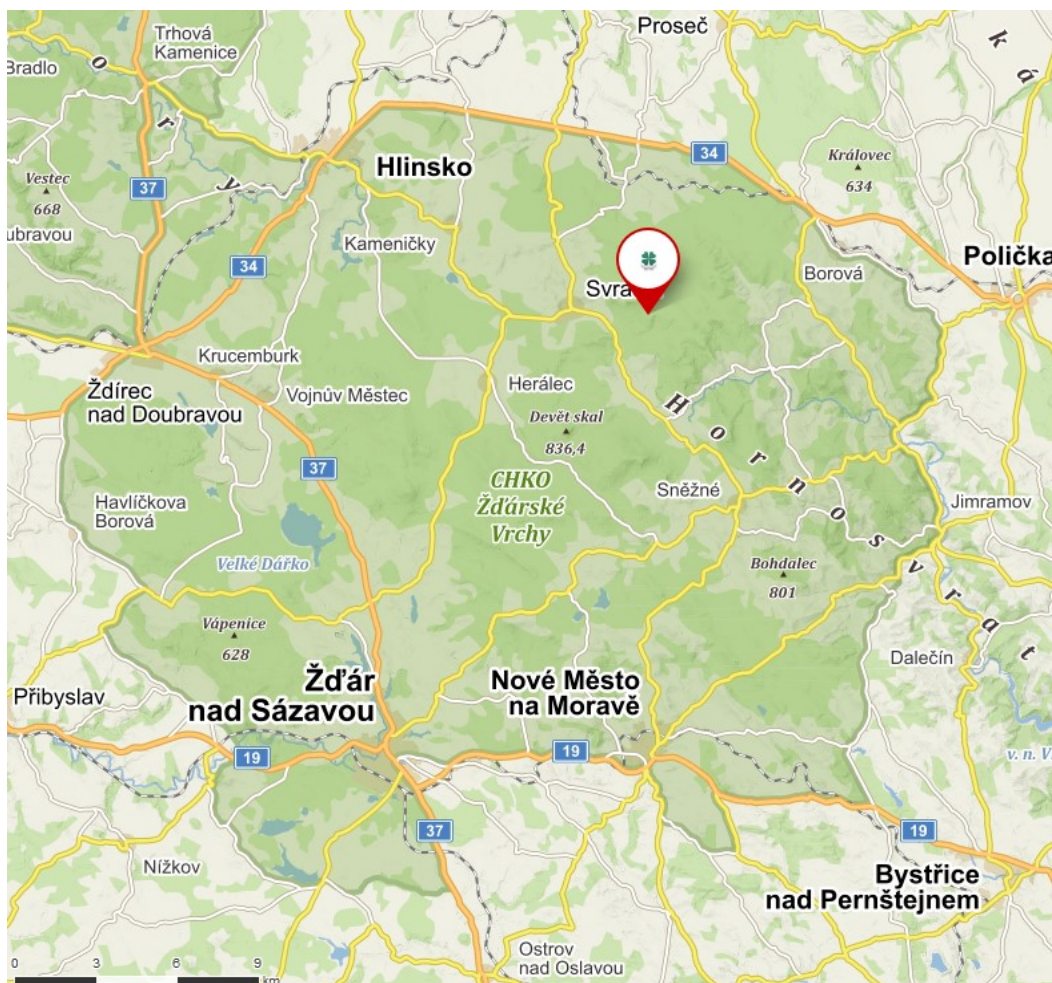 Trhová
Kamenice
Proseč
Bradlo
34
Královec
634
Hlinsko
Vestec
668
37
Kameničky
Polička
34
Borová
Krucemburk
Ždírec
nad Doubravou
Vojnův Městec
Herálec
Devět skal
836,4
37
CHKO
Žďárské
Vrchy
Sněžné
Havlíčkova
Borová
Jimramov
Velké Dářko
Bohdalec
801
Vápenice
628
Dalečín
Žďár
nad Sázavou
Nové Město
na Moravě
Přibyslav
19
19
37
19
Nížkov
Bystřice
nad Pernštejnem
Ostrov
nad Oslavou
0 3 6 9
km